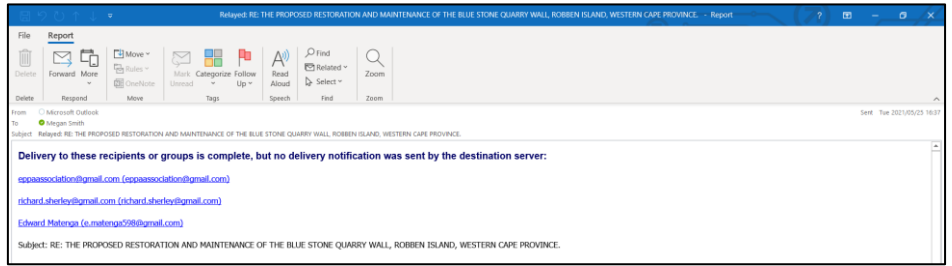 Relayed: RE: THE PROPOSED RESTORATION AND MAINTENANCE OF THE BLUE STONE QUARRY WALL, ROBBEN ISLAND, WESTERN CAPE PROVINCE. - Report
File Report
Delete Forward More Move Rules OneNote Mark Unread Categorize Follow Up Read Aloud Find Related Select Zoom
Delete Respond Move Tags Speech Find Zoom
From Microsoft Outlook Sent Tue 2021/05/25 16:37
To Megan Smith
Subject Relayed: RE: THE PROPOSED RESTORATION AND MAINTENANCE OF THE BLUE STONE QUARRY WALL, ROBBEN ISLAND, WESTERN CAPE PROVINCE.
Delivery to these recipients or groups is complete, but no delivery notification was sent by the destination server:
eppaassociation@gmail.com (eppaassociation@gmail.com)
richard.sherley@gmail.com (richard.sherley@gmail.com)
Edward Matenga (e.matenga598@gmail.com)
Subject: RE: THE PROPOSED RESTORATION AND MAINTENANCE OF THE BLUE STONE QUARRY WALL, ROBBEN ISLAND, WESTERN CAPE PROVINCE.